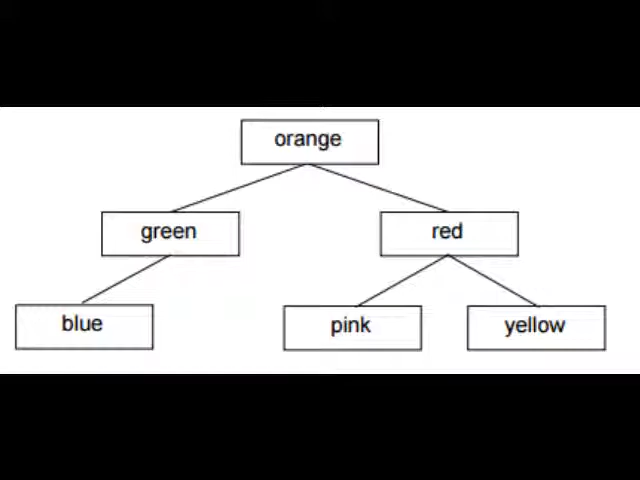 orange
green
red
blue
pink
yellow